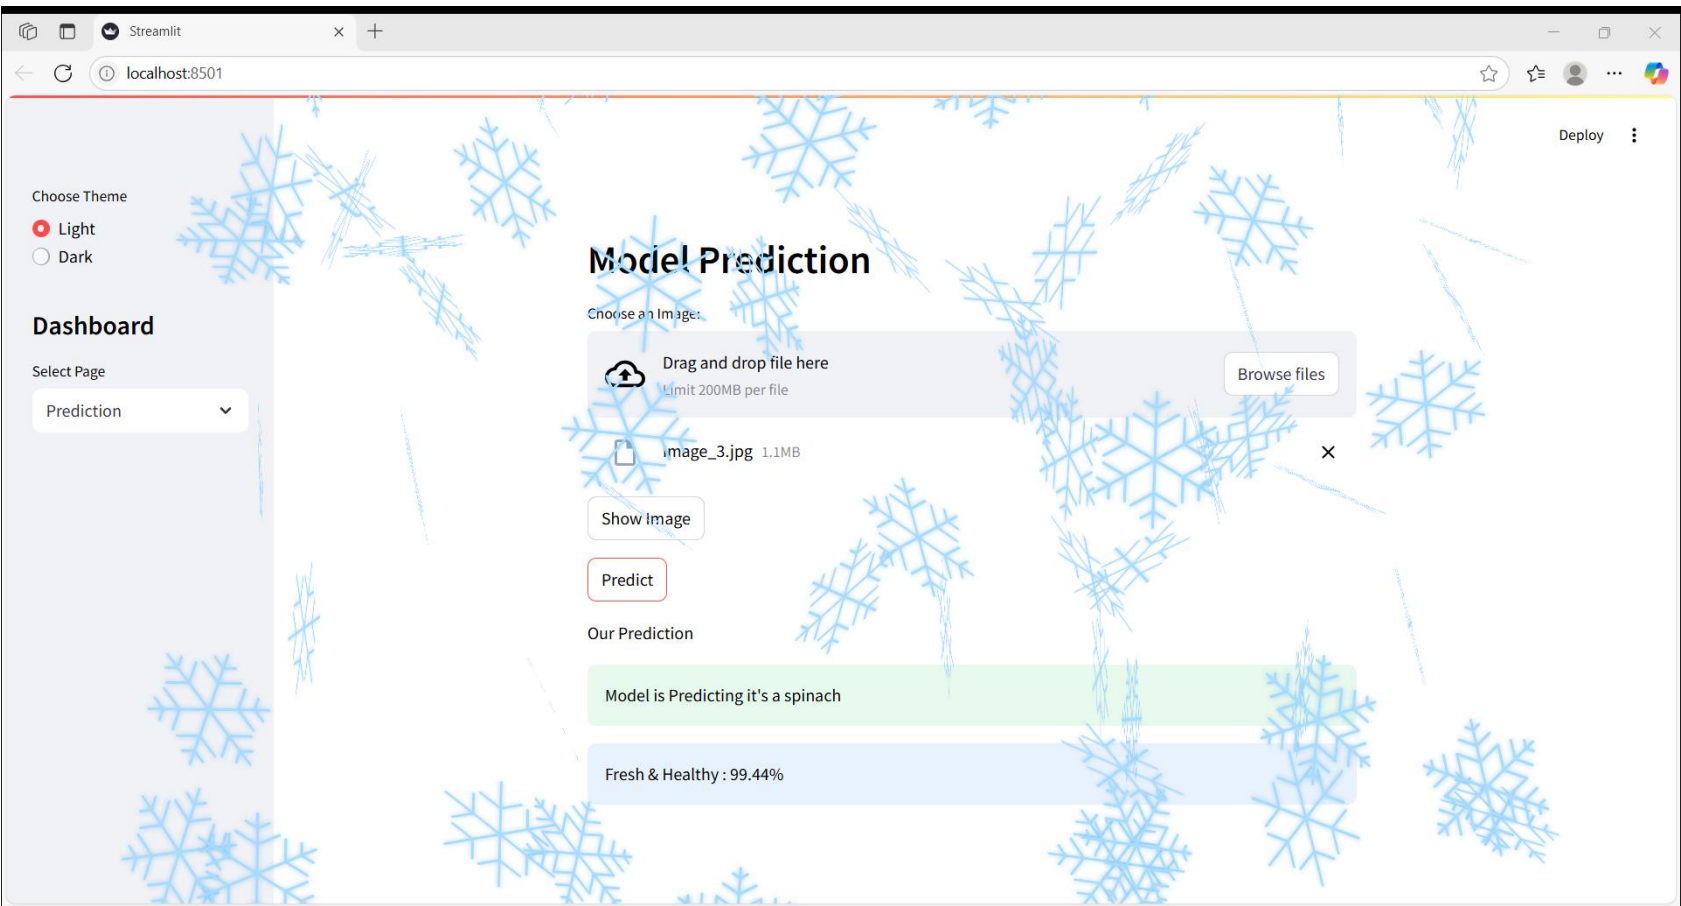 Streamlit
localhost:8501
Deploy
Choose Theme
Light
Dark
Dashboard
Select Page
Prediction
Model Prediction
Choose an Image:
Drag and drop file here
Limit 200MB per file
Browse files
image_3.jpg 1.1MB
Show Image
Predict
Our Prediction
Model is Predicting it's a spinach
Fresh & Healthy : 99.44%